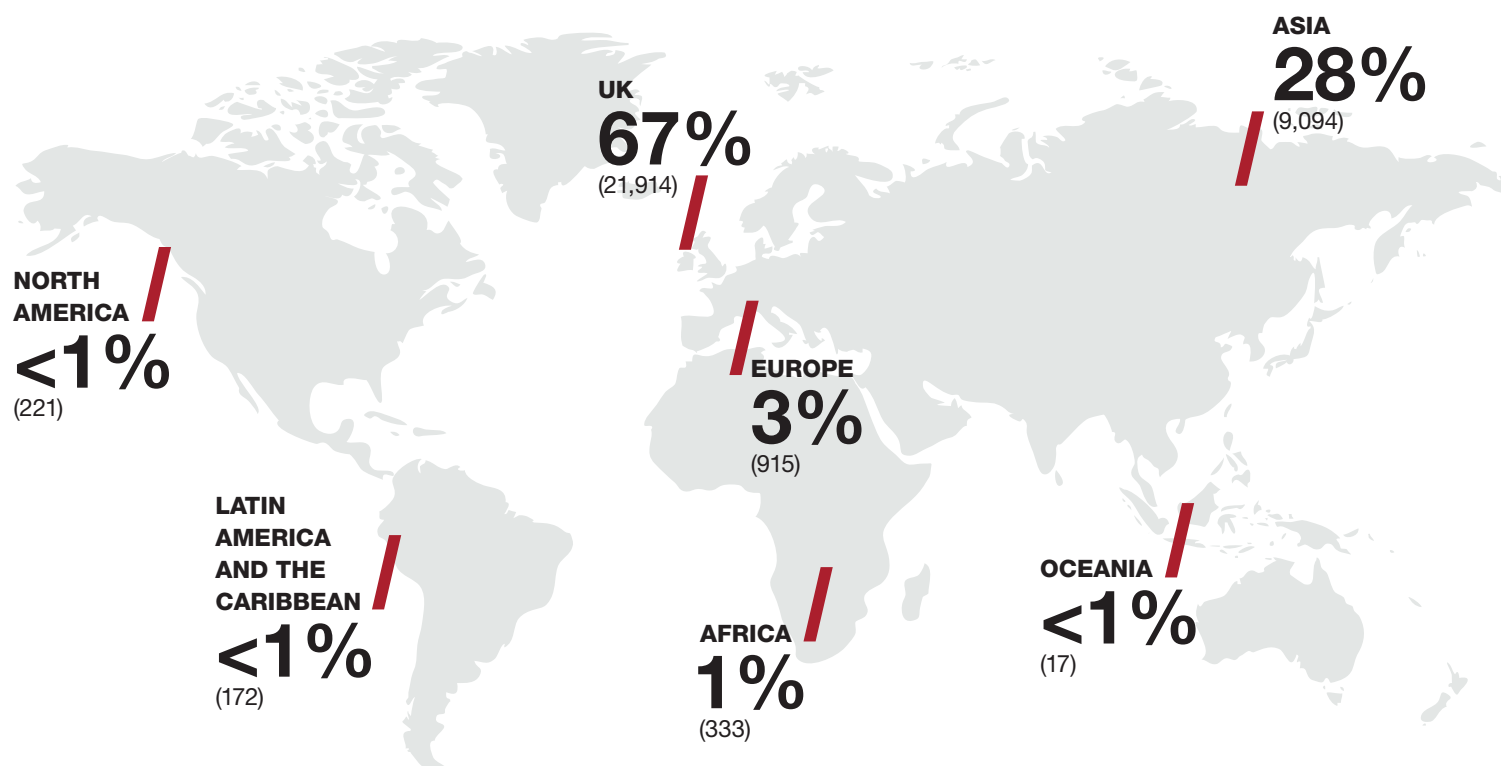 ASIA
28%
(9,094)
UK
67%
(21,914)
NORTH
AMERICA
<1%
(221)
EUROPE
3%
(915)
LATIN
AMERICA
AND THE
CARIBBEAN
<1%
(172)
OCEANIA
<1%
(17)
AFRICA
1%
(333)